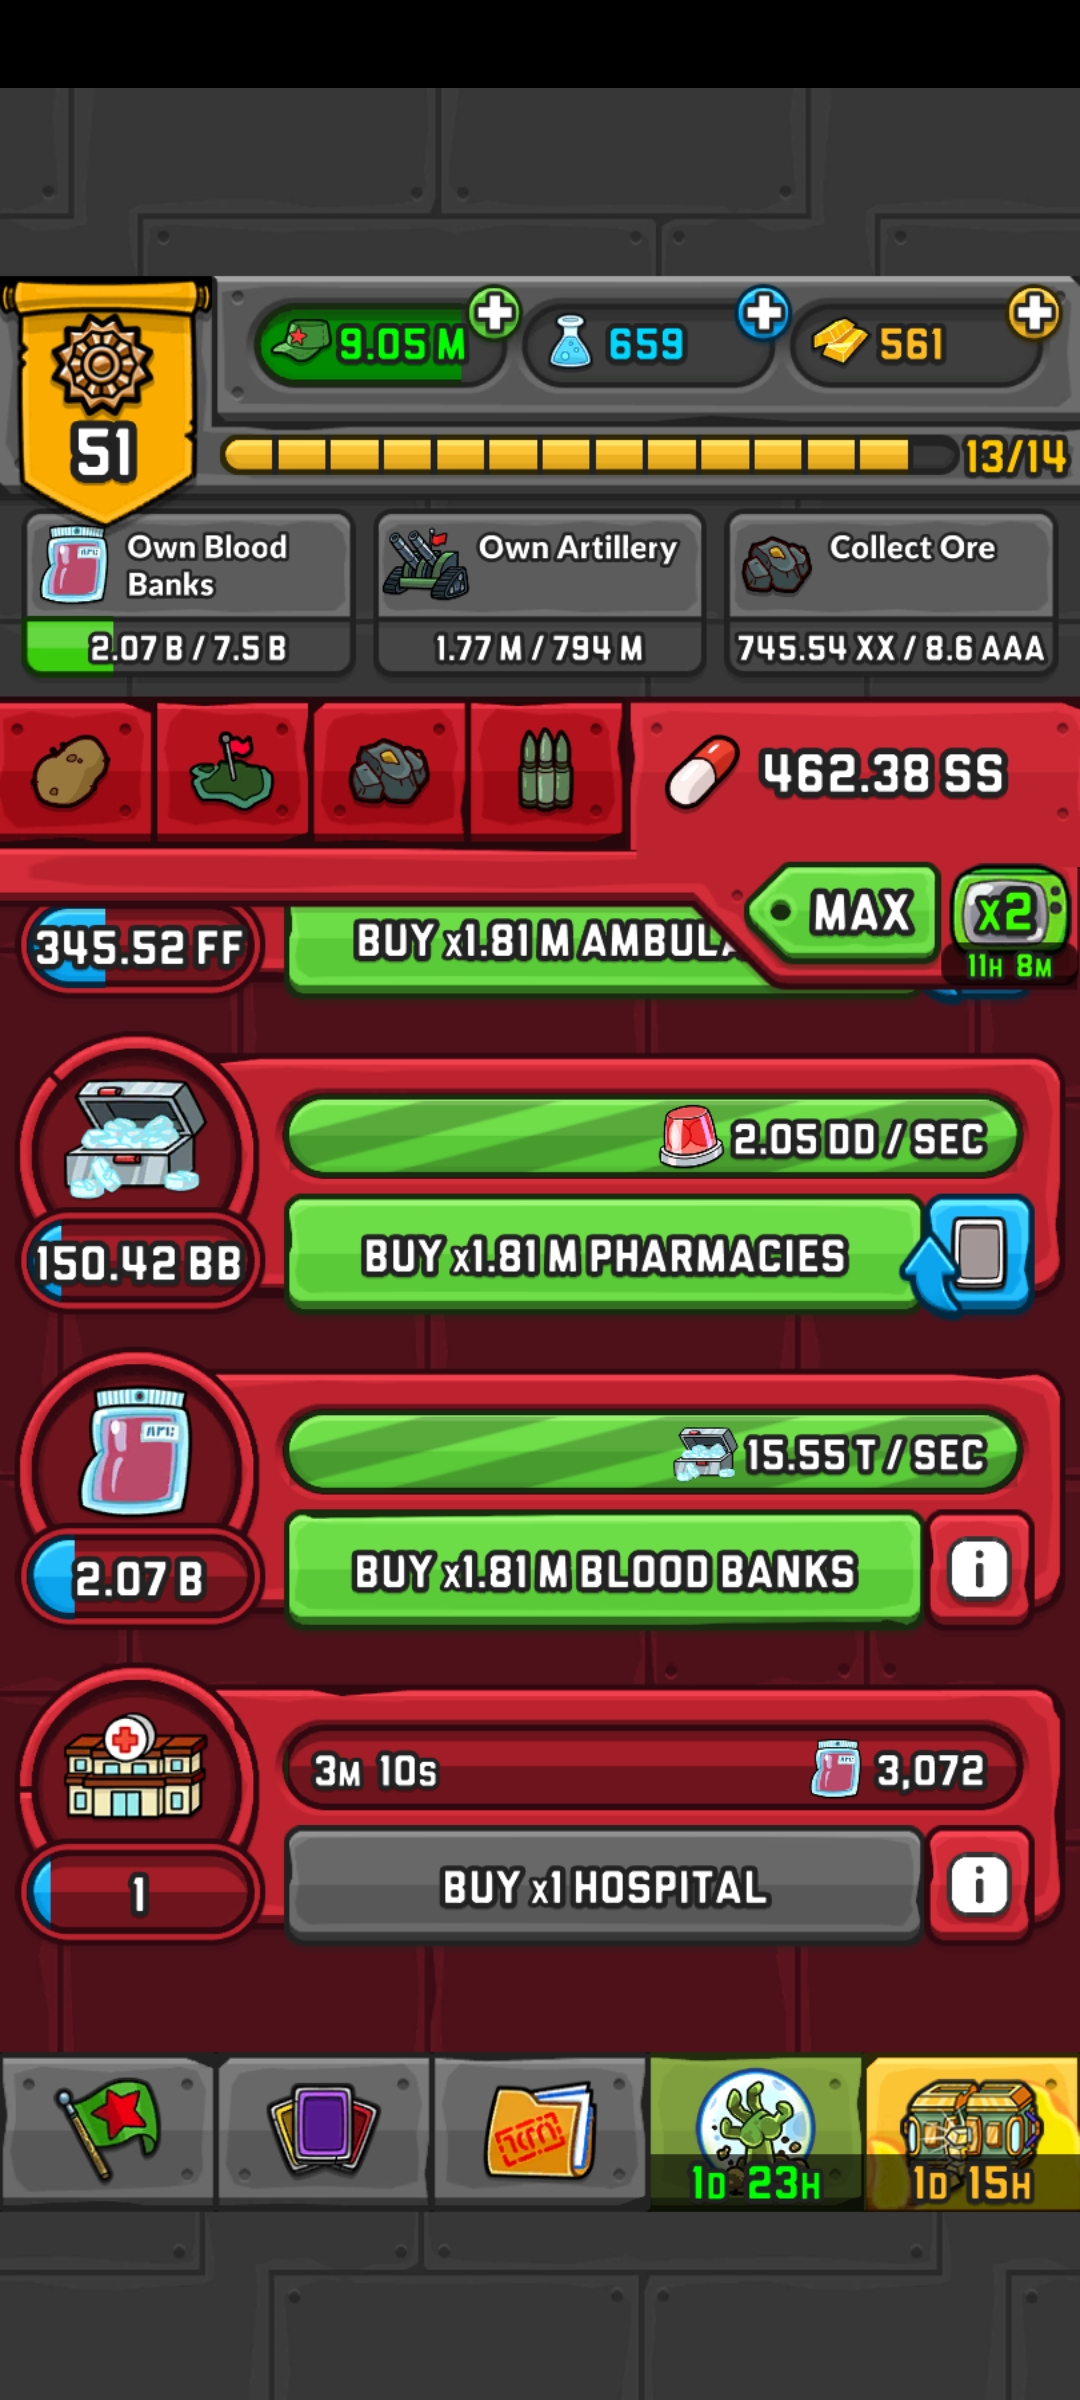 9.05 M
659
561
51
13/14
Own Blood
Banks
2.07 B / 7.5 B
Own Artillery
1.77 M / 794 M
Collect Ore
745.54 XX / 8.6 AAA
462.38 SS
MAX
x2
11H 8M
345.52 FF
BUY x1.81 M AMBULA
2.05 DD / SEC
150.42 BB
BUY x1.81 M PHARMACIES
15.55 T / SEC
2.07 B
BUY x1.81 M BLOOD BANKS
i
3M 10S
3,072
1
BUY x1 HOSPITAL
i
1D 23H
1D 15H